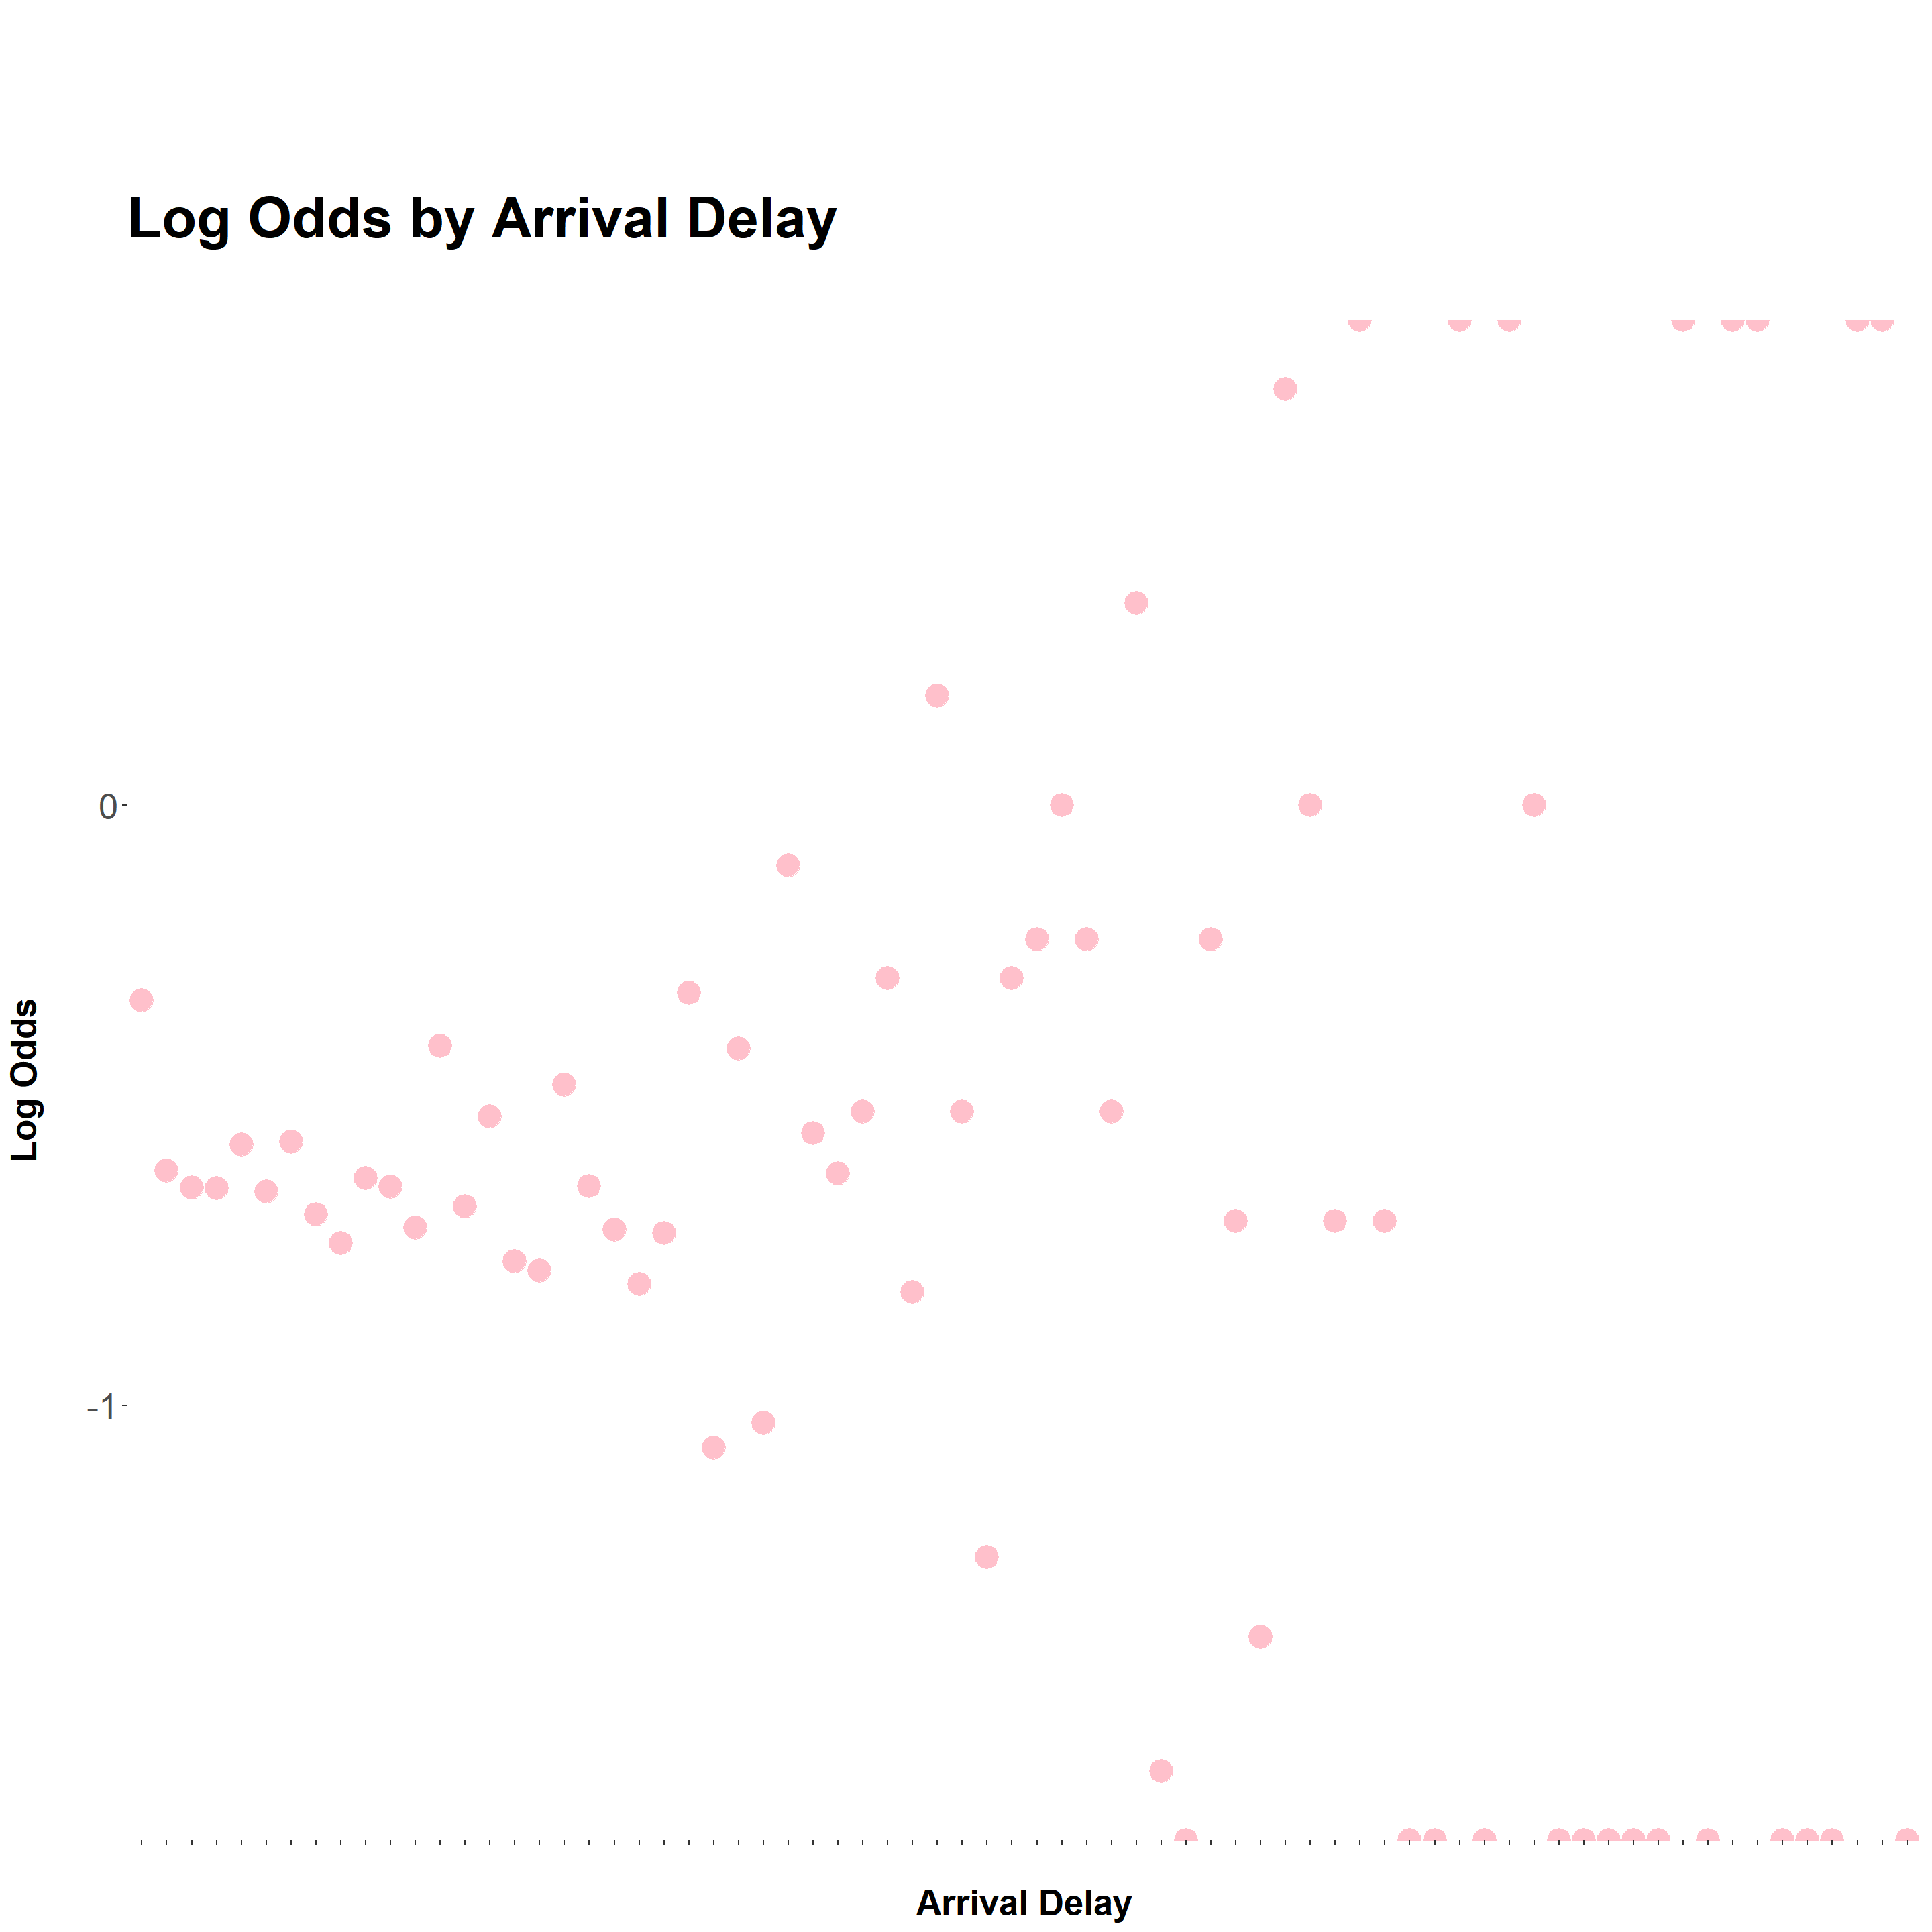 Log Odds by Arrival Delay
0
Log Odds
-1
Arrival Delay